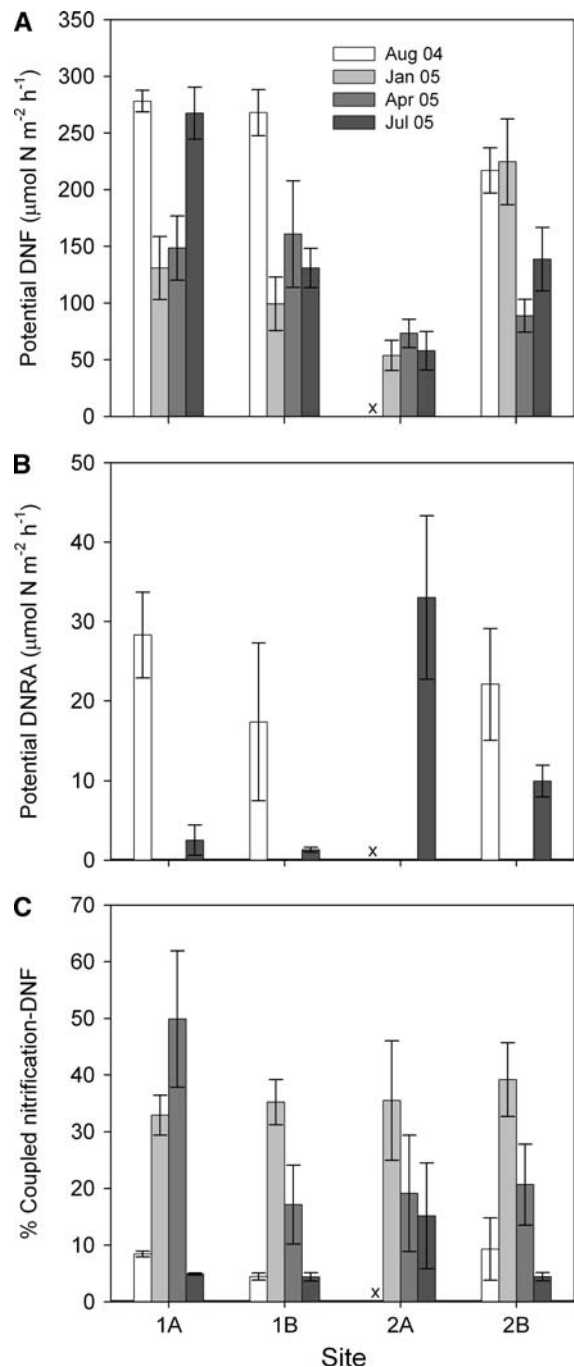 A
350
300
250
200
150
100
50
0
Potential DNF (µmol N m⁻² h⁻¹)
Aug 04
Jan 05
Apr 05
Jul 05
x
B
50
40
30
20
10
0
Potential DNRA (µmol N m⁻² h⁻¹)
x
C
70
60
50
40
30
20
10
0
% Coupled nitrification-DNF
x
1A 1B 2A 2B
Site